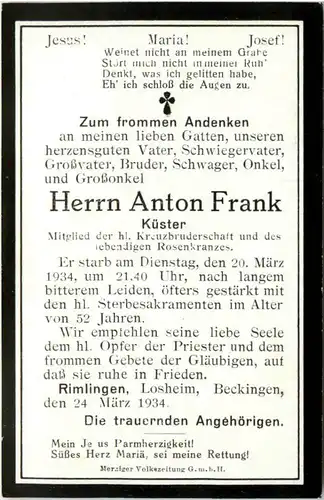 Jesus! Maria! Josef!
Weinet nicht an meinem Grabe
Stört mich nicht in meiner Ruh'
Denkt, was ich gelitten habe,
Eh' ich schloß die Augen zu.
Zum frommen Andenken
an meinen lieben Gatten, unseren
herzensguten Vater, Schwiegervater,
Großvater, Bruder, Schwager, Onkel,
und Großonkel
Herrn Anton Frank
Küster
Mitglied der hl. Kreuzbruderschaft und des
lebendigen Rosenkranzes.
Er starb am Dienstag, den 20. März
1934, um 21.40 Uhr, nach langem
bitterem Leiden, öfters gestärkt mit
den hl. Sterbesakramenten im Alter
von 52 Jahren.
Wir empfehlen seine liebe Seele
dem hl. Opfer der Priester und dem
frommen Gebete der Gläubigen, auf
daß sie ruhe in Frieden.
Rimlingen, Losheim, Beckingen,
den 24 März 1934.
Die trauernden Angehörigen.
Mein Je us Barmherzigkeit!
Süßes Herz Mariä, sei meine Rettung!
Merziger Volkszeitung G.m.b.H.